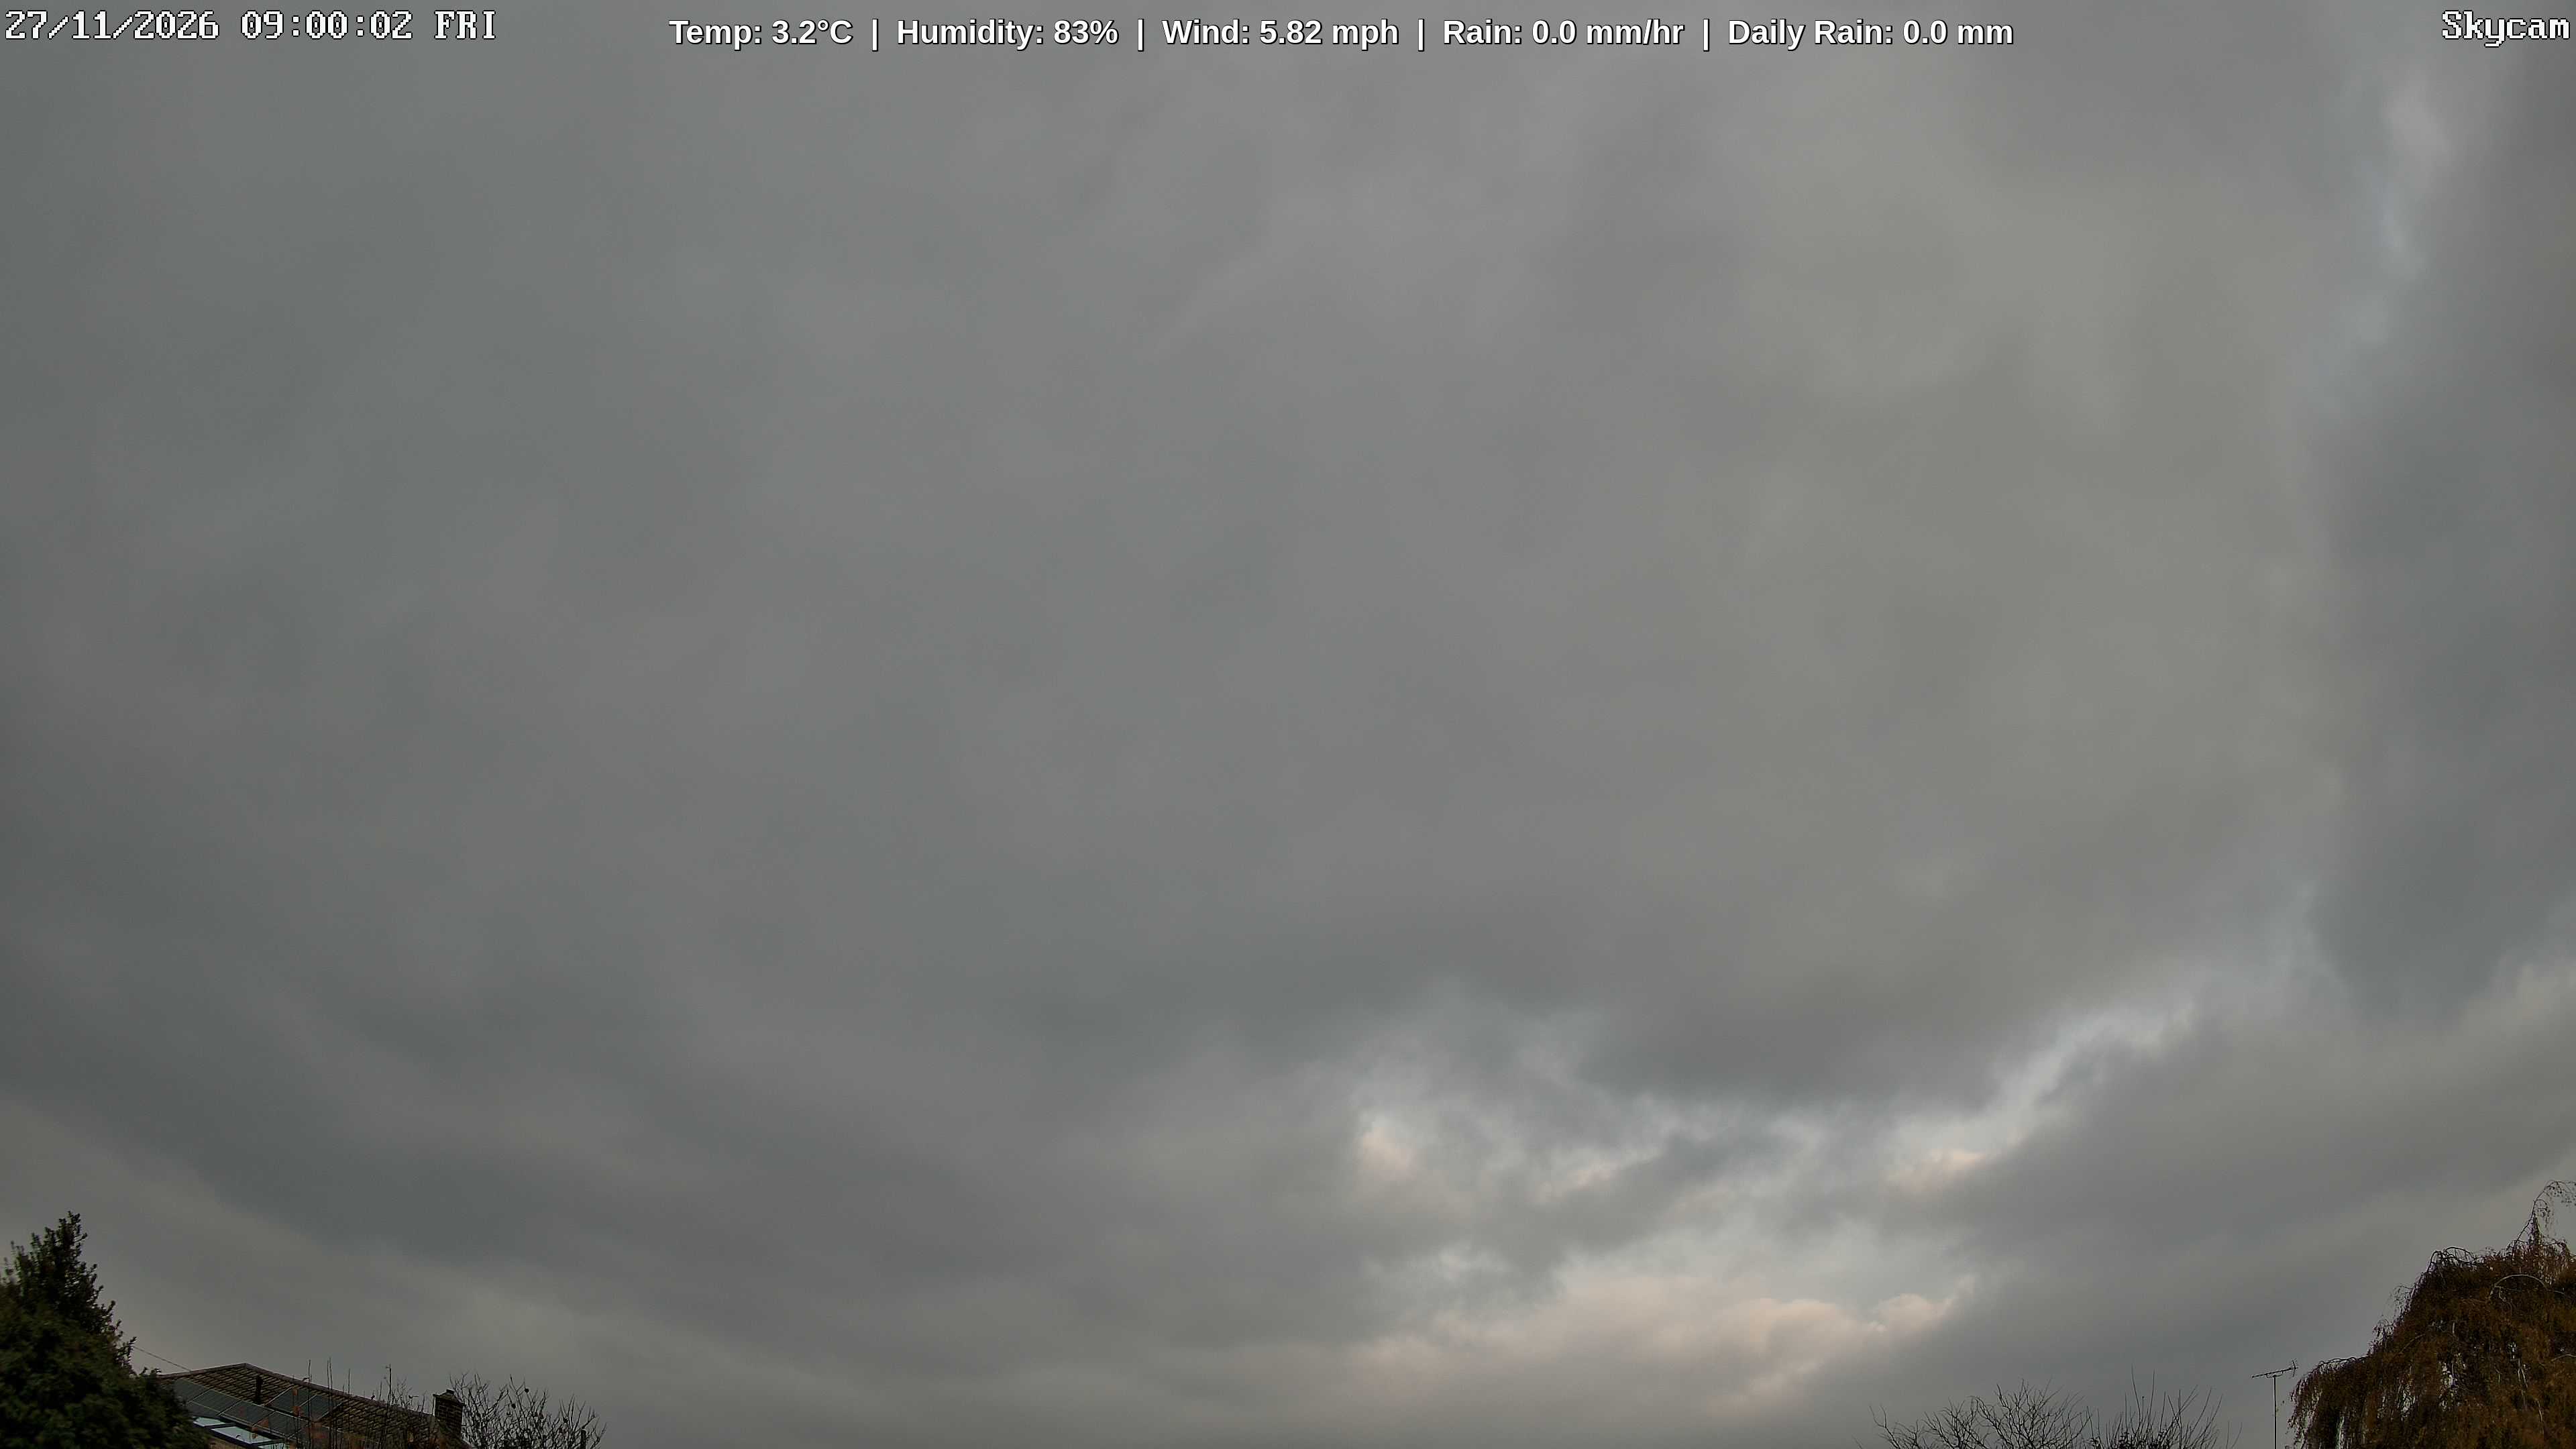 27/11/2026 09:00:02 FRI
Temp: 3.2°C | Humidity: 83% | Wind: 5.82 mph | Rain: 0.0 mm/hr | Daily Rain: 0.0 mm
Skycam